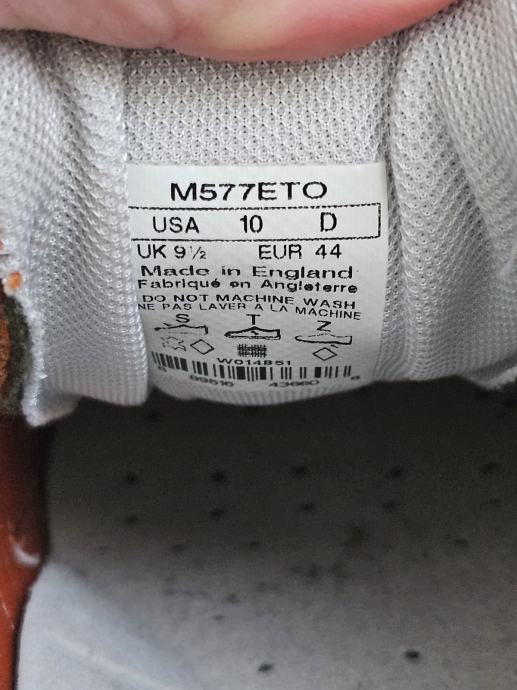 M577ETO
USA 10 D
UK 9½ EUR 44
Made in England
Fabriqué en Angleterre
DO NOT MACHINE WASH
NE PAS LAVER A LA MACHINE
S T Z
W014851